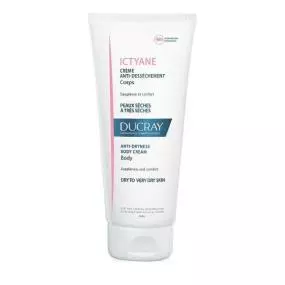 ICTYANE
CRÈME
ANTI-DESSÈCHEMENT
Corps
Souplesse et confort
PEAUX SÈCHES
À TRÈS SÈCHES
DUCRAY
ANTI-DRYNESS
BODY CREAM
Body
Suppleness and comfort
DRY TO VERY DRY SKIN